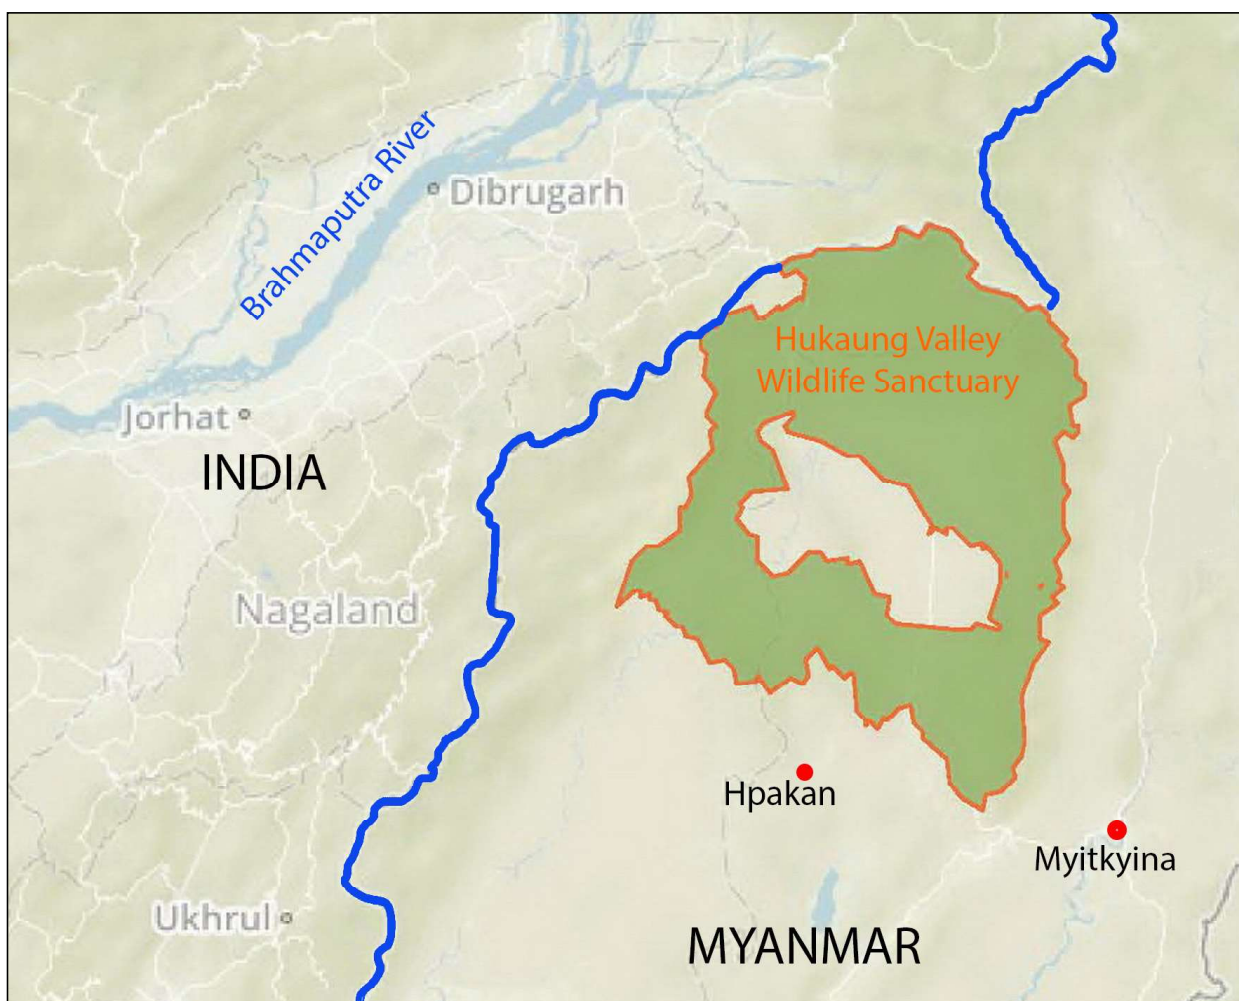 Brahmaputra River
Dibrugarh
Hukaung Valley
Wildlife Sanctuary
Jorhat
INDIA
Nagaland
Hpakan
Myitkyina
Ukhrul
MYANMAR